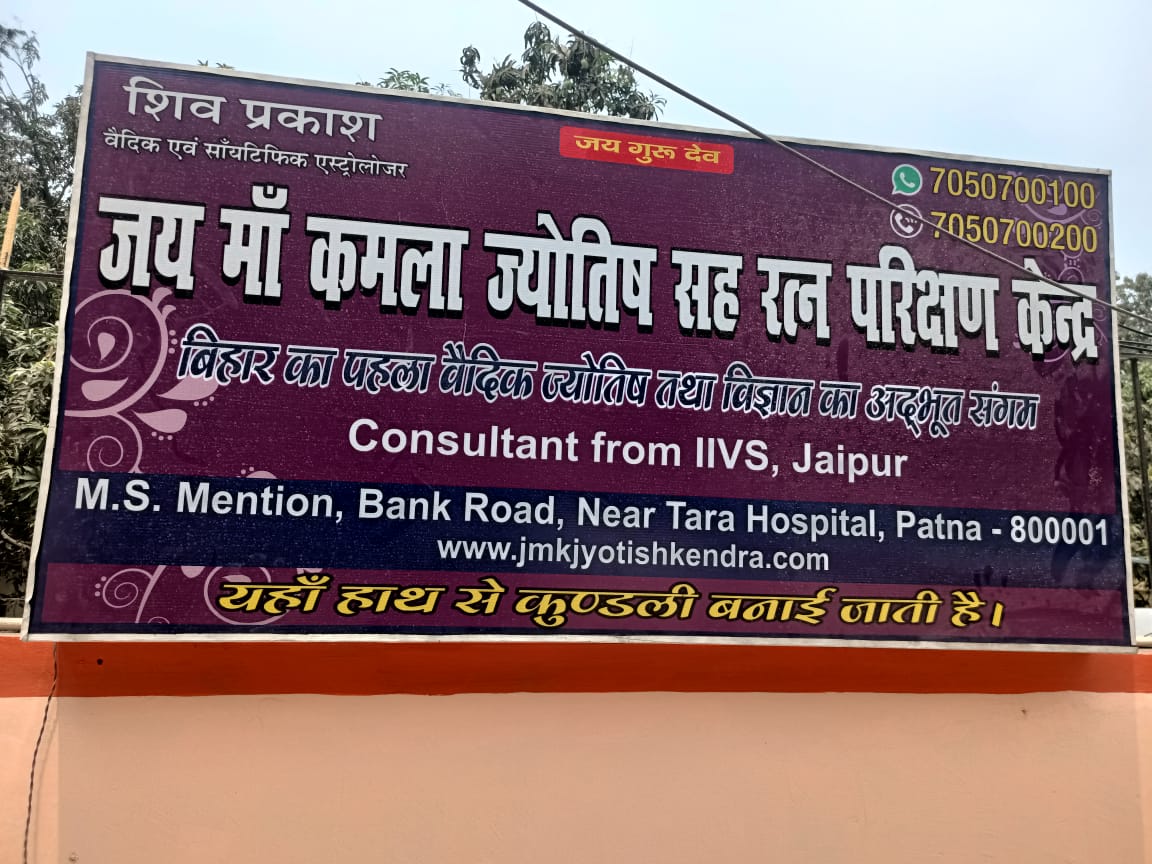 शिव प्रकाश
वैदिक एवं साँयटिफिक एस्ट्रोलोजर
जय गुरू देव
7050700100
7050700200
जय माँ कमला ज्योतिष सह रत्न परिक्षण केन्द्र
बिहार का पहला वैदिक ज्योतिष तथा विज्ञान का अद्भूत संगम
Consultant from IIVS, Jaipur
M.S. Mention, Bank Road, Near Tara Hospital, Patna - 800001
www.jmkjyotishkendra.com
यहाँ हाथ से कुण्डली बनाई जाती है।